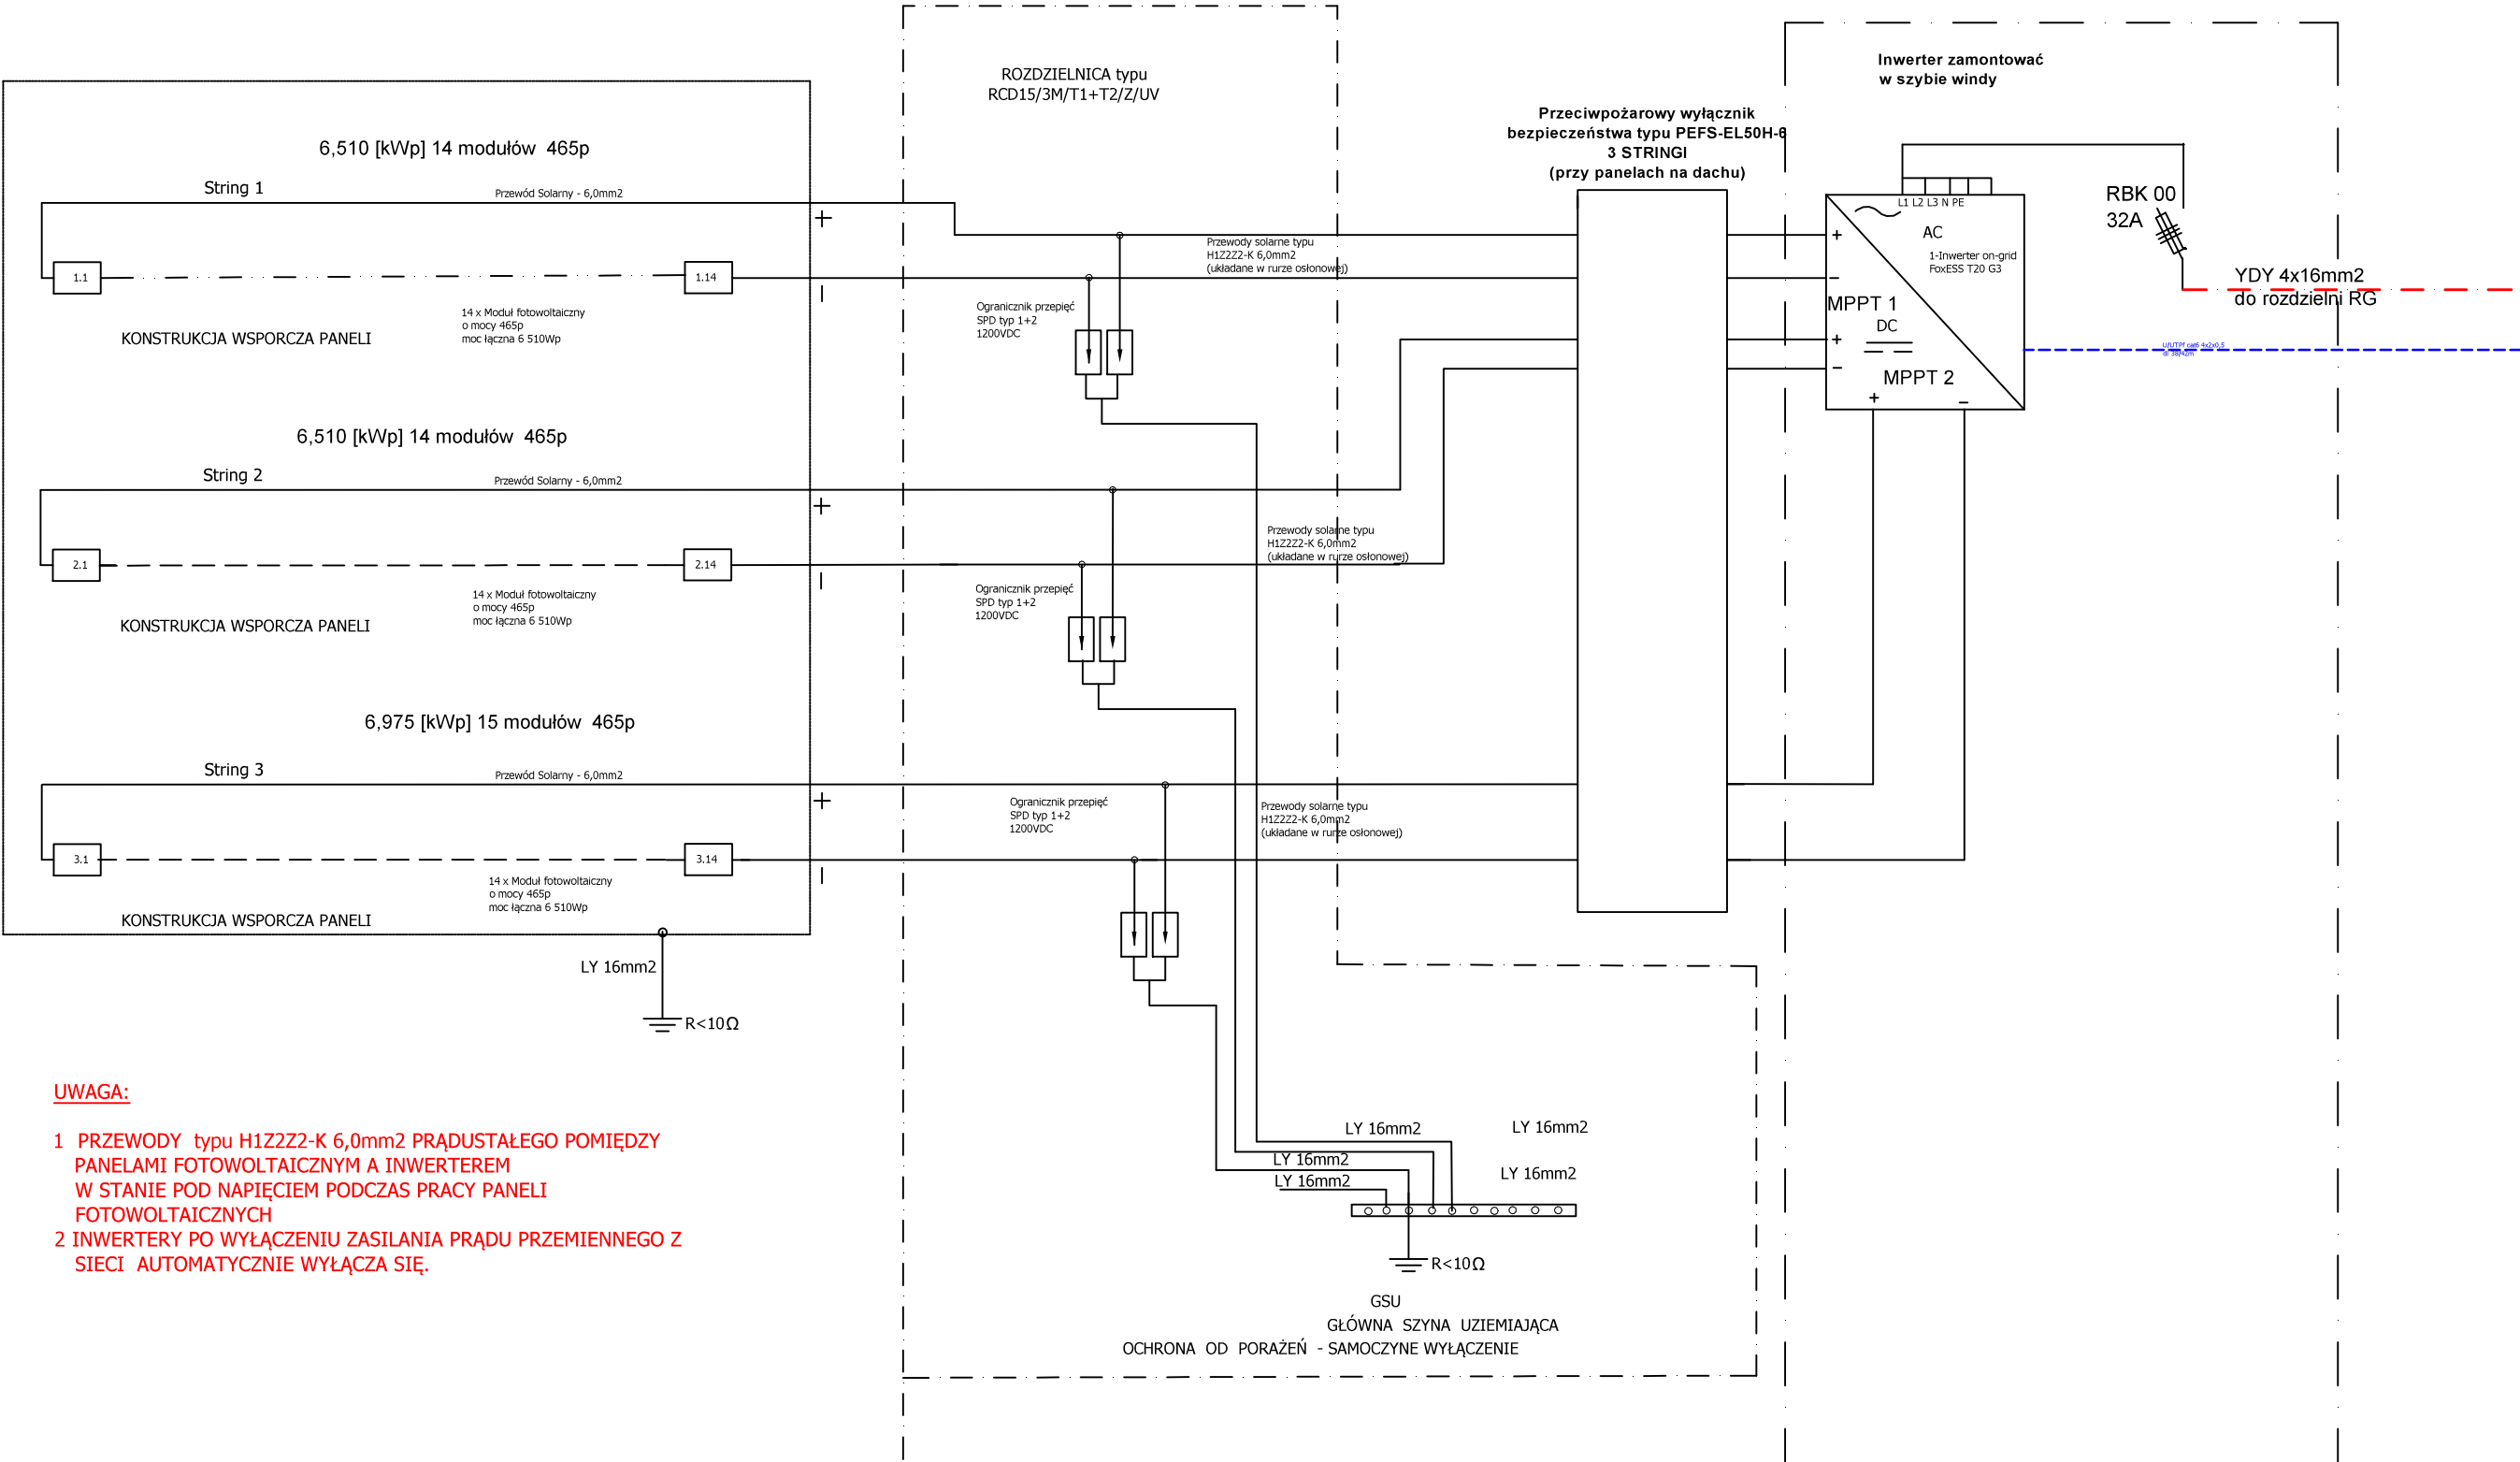 ROZDZIELNICA typu
RCD15/3M/T1+T2/Z/UV
Inwerter zamontować
w szybie windy
Przeciwpożarowy wyłącznik
bezpieczeństwa typu PEFS-EL50H-6
3 STRINGI
(przy panelach na dachu)
6,510 [kWp] 14 modułów 465p
String 1
Przewód Solarny - 6,0mm2
+
1.1
1.14
14 x Moduł fotowoltaiczny
o mocy 465p
moc łączna 6 510Wp
KONSTRUKCJA WSPORCZA PANELI
Przewody solarne typu
H1Z2Z2-K 6,0mm2
(układane w rurze osłonowej)
Ogranicznik przepięć
SPD typ 1+2
1200VDC
L1 L2 L3 N PE
AC
1-Inwerter on-grid
FoxESS T20 G3
+
−
MPPT 1
DC
+
−
MPPT 2
+ −
RBK 00
32A
YDY 4x16mm2
do rozdzielni RG
U/UTPf cat6 4x2x0,5
@ 38/42m
6,510 [kWp] 14 modułów 465p
String 2
Przewód Solarny - 6,0mm2
+
2.1
2.14
14 x Moduł fotowoltaiczny
o mocy 465p
moc łączna 6 510Wp
KONSTRUKCJA WSPORCZA PANELI
Przewody solarne typu
H1Z2Z2-K 6,0mm2
(układane w rurze osłonowej)
Ogranicznik przepięć
SPD typ 1+2
1200VDC
6,975 [kWp] 15 modułów 465p
String 3
Przewód Solarny - 6,0mm2
+
3.1
3.14
14 x Moduł fotowoltaiczny
o mocy 465p
moc łączna 6 510Wp
KONSTRUKCJA WSPORCZA PANELI
Ogranicznik przepięć
SPD typ 1+2
1200VDC
Przewody solarne typu
H1Z2Z2-K 6,0mm2
(układane w rurze osłonowej)
LY 16mm2
R<10Ω
UWAGA:
1 PRZEWODY typu H1Z2Z2-K 6,0mm2 PRĄDUSTAŁEGO POMIĘDZY
PANELAMI FOTOWOLTAICZNYM A INWERTEREM
W STANIE POD NAPIĘCIEM PODCZAS PRACY PANELI
FOTOWOLTAICZNYCH
2 INWERTERY PO WYŁĄCZENIU ZASILANIA PRĄDU PRZEMIENNEGO Z
SIECI AUTOMATYCZNIE WYŁĄCZA SIĘ.
LY 16mm2
LY 16mm2
LY 16mm2
LY 16mm2
LY 16mm2
R<10Ω
GSU
GŁÓWNA SZYNA UZIEMIAJĄCA
OCHRONA OD PORAŻEŃ - SAMOCZYNE WYŁĄCZENIE